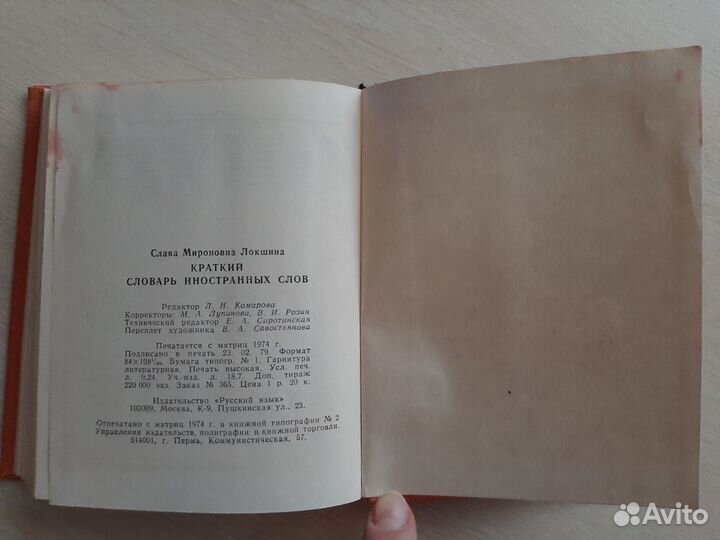 Слава Мироновна Локшина
КРАТКИЙ
СЛОВАРЬ ИНОСТРАННЫХ СЛОВ
Редактор Л. Н. Комарова
Корректоры: М. А. Лупанова, В. И. Розин
Технический редактор Е. А. Сиротинская
Переплет художника В. А. Савостьянова
Печатается с матриц 1974 г.
Подписано в печать 23. 02. 79. Формат
84×108¹/₆₄. Бумага типогр. № 1. Гарнитура
литературная. Печать высокая. Усл. печ.
л. 9,24. Уч.-изд. л. 18,7. Доп. тираж
220 000 экз. Заказ № 365. Цена 1 р. 20 к.
Издательство «Русский язык»
103009, Москва, К-9, Пушкинская ул., 23.
Отпечатано с матриц 1974 г. в книжной типографии № 2
Управления издательств, полиграфии и книжной торговли.
614001, г. Пермь, Коммунистическая, 57.
Avito